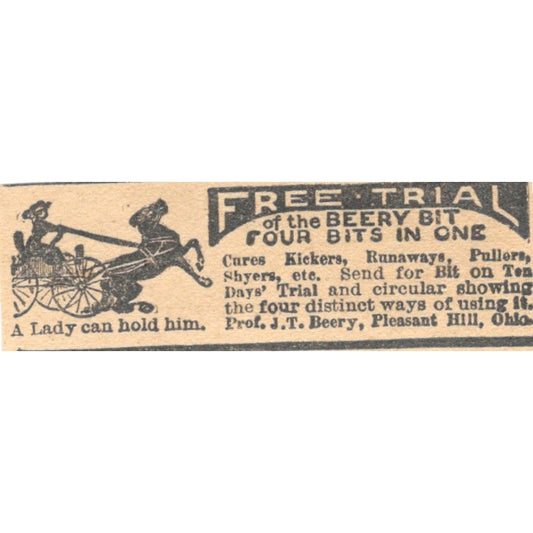 FREE · TRIAL
of the BEERY BIT
FOUR BITS IN ONE
Cures Kickers, Runaways, Pullers,
Shyers, etc. Send for Bit on Ten
Days' Trial and circular showing
the four distinct ways of using it.
Prof. J. T. Beery, Pleasant Hill, Ohio.
A Lady can hold him.